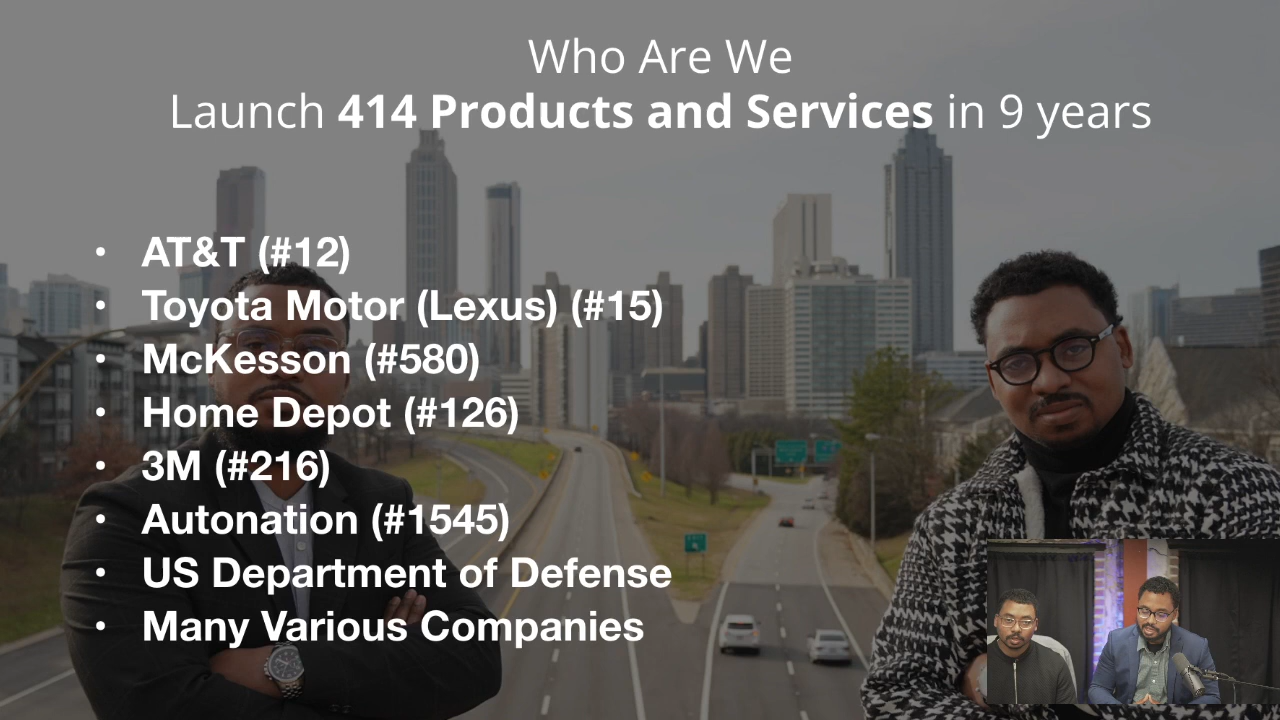 Who Are We
Launch 414 Products and Services in 9 years
• AT&T (#12)
• Toyota Motor (Lexus) (#15)
• McKesson (#580)
• Home Depot (#126)
• 3M (#216)
• Autonation (#1545)
• US Department of Defense
• Many Various Companies